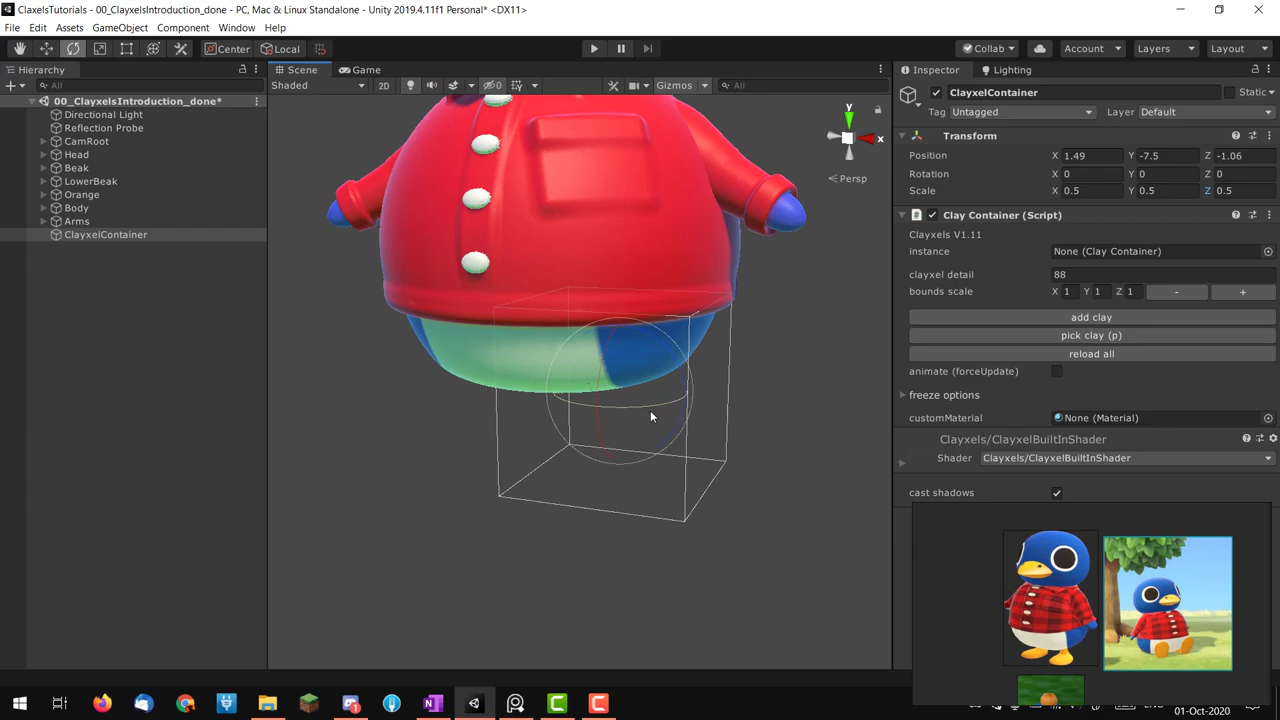 ClaxelsTutorials - 00_ClayxelsIntroduction_done* - PC, Mac & Linux Standalone - Unity 2019.4.11f1 Personal* <DX11>
File Edit Assets GameObject Component Window Help
Center Local Collab Account Layers Layout
Hierarchy Scene Game Inspector Lighting
All
Shaded 2D 0 Gizmos All
ClayxelContainer Static
Tag Untagged Layer Default
00_ClayxelsIntroduction_done*
Directional Light
Reflection Probe
CamRoot
Head
Beak
LowerBeak
Orange
Body
Arms
ClayxelContainer
y
x
Persp
Transform
Position X 1.49 Y -7.5 Z -1.06
Rotation X 0 Y 0 Z 0
Scale X 0.5 Y 0.5 Z 0.5
Clay Container (Script)
Clayxels V1.11
instance None (Clay Container)
clayxel detail 88
bounds scale X 1 Y 1 Z 1 - +
add clay
pick clay (p)
reload all
animate (forceUpdate)
freeze options
customMaterial None (Material)
Clayxels/ClayxelBuiltInShader
Shader Clayxels/ClayxelBuiltInShader
cast shadows
01-Oct-2020